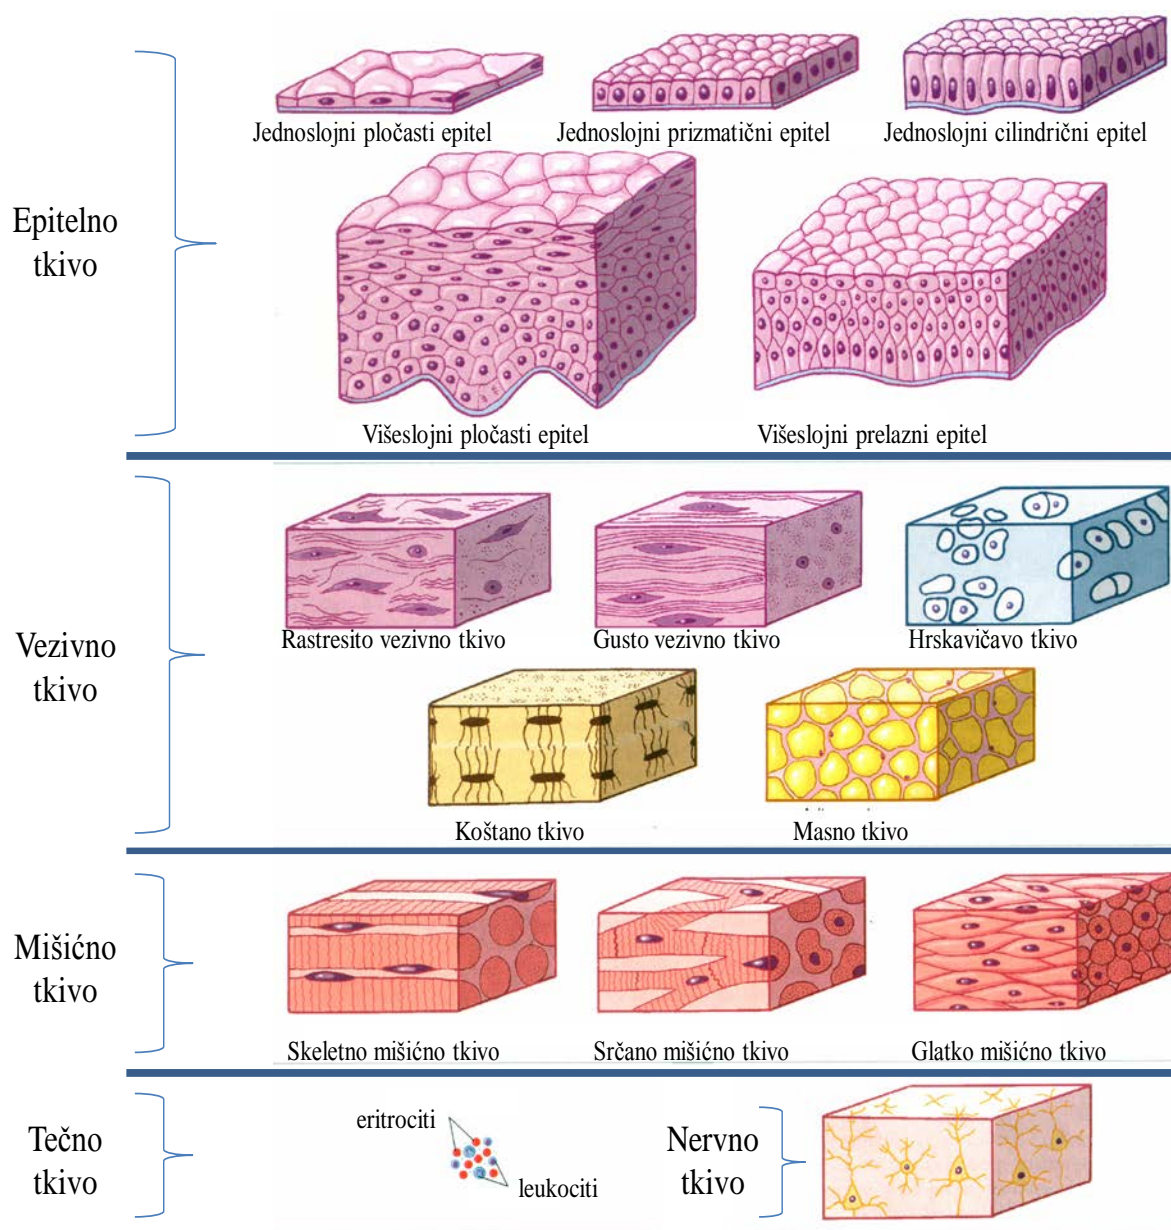 Jednoslojni pločasti epitel
Jednoslojni prizmatični epitel
Jednoslojni cilindrični epitel
Epitelno
tkivo
Višeslojni pločasti epitel
Višeslojni prelazni epitel
Rastresito vezivno tkivo
Gusto vezivno tkivo
Hrskavičavo tkivo
Vezivno
tkivo
Koštano tkivo
Masno tkivo
Mišićno
tkivo
Skeletno mišićno tkivo
Srčano mišićno tkivo
Glatko mišićno tkivo
Tečno
tkivo
eritrociti
leukociti
Nervno
tkivo